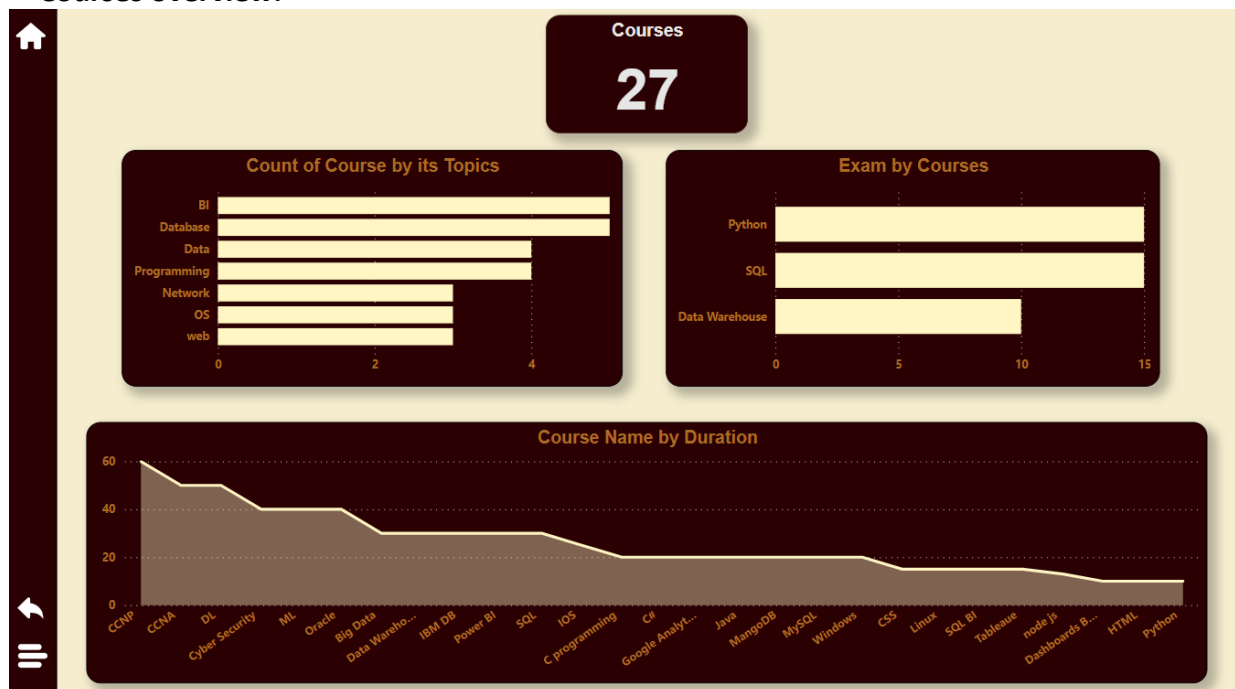 Courses
27
Count of Course by its Topics
BI
Database
Data
Programming
Network
OS
web
0 2 4
Exam by Courses
Python
SQL
Data Warehouse
0 5 10 15
Course Name by Duration
60
40
20
0
CCNP CCNA DL Cyber Security ML Oracle Big Data Data Wareho... IBM DB Power BI SQL IOS C programming C# Google Analyt... Java MangoDB MySQL Windows CSS Linux SQL BI Tableaue node js Dashboards B... HTML Python